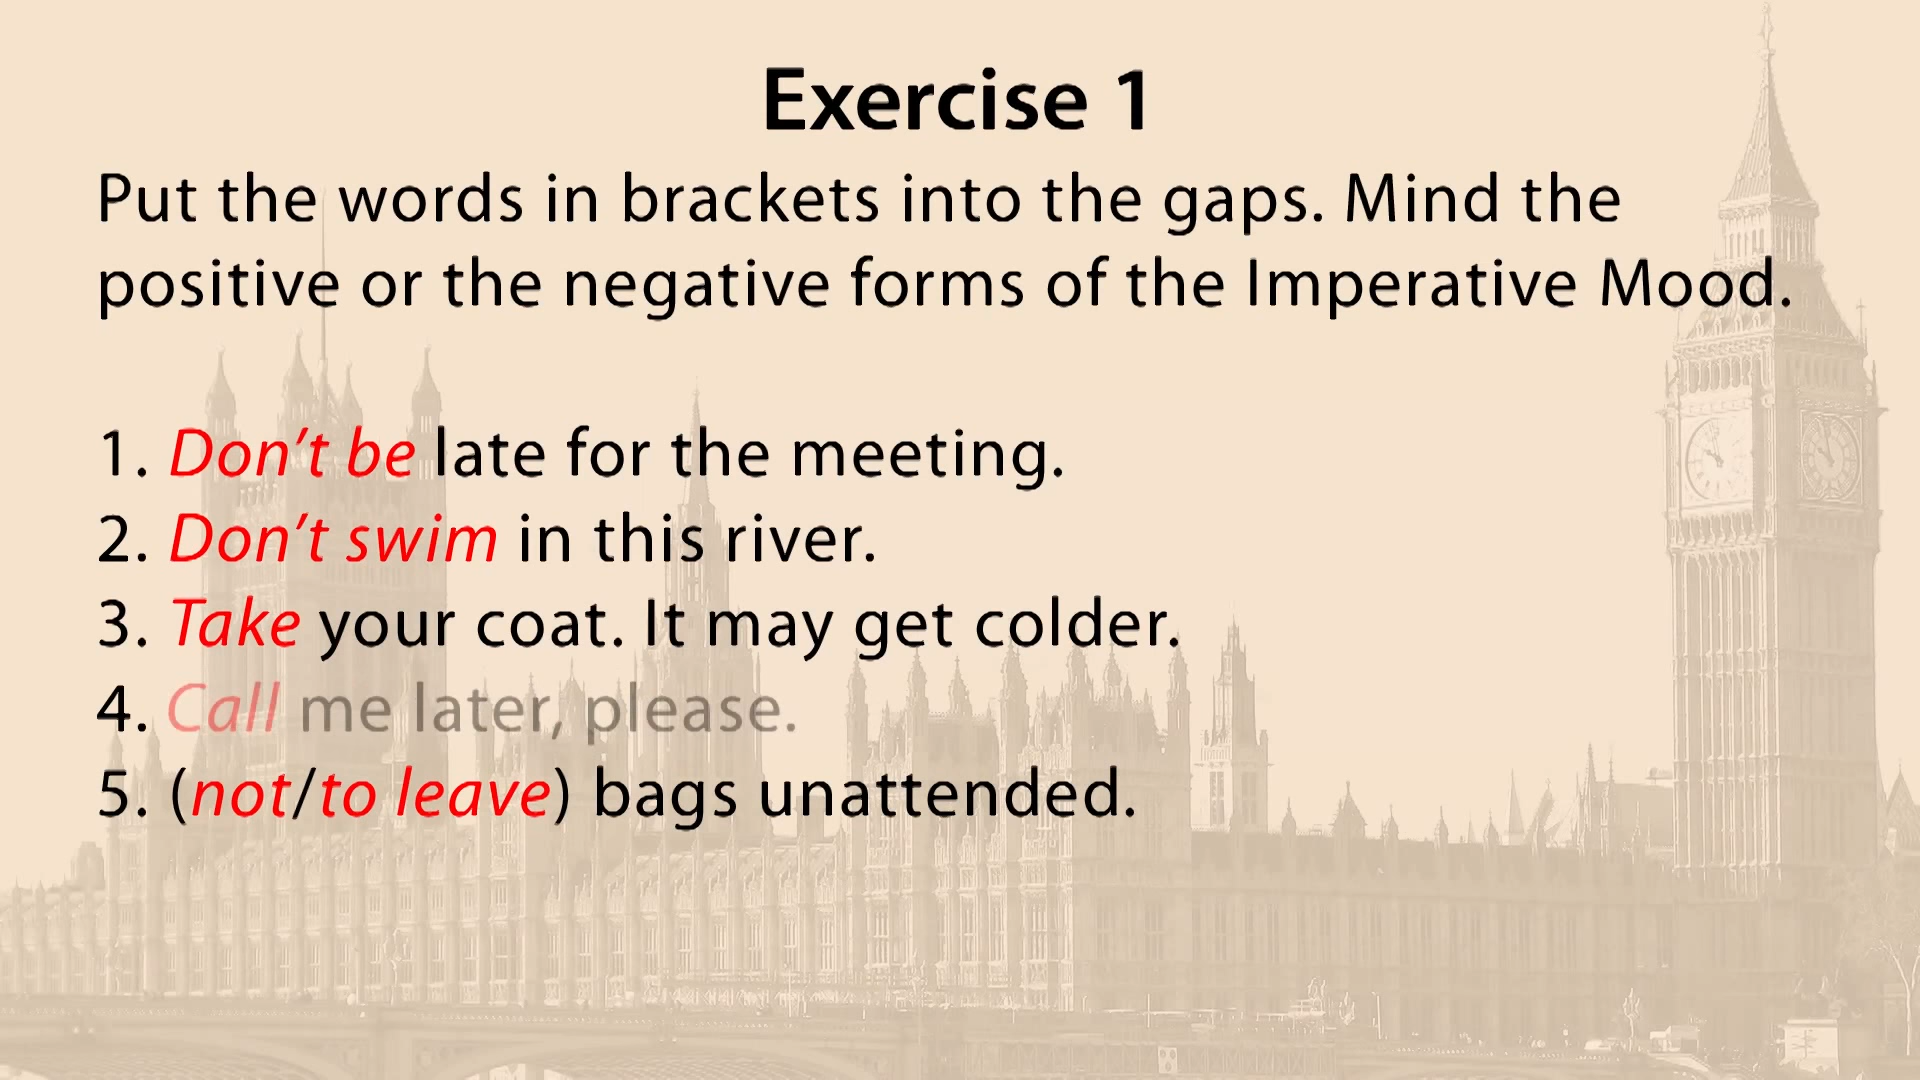 Exercise 1
Put the words in brackets into the gaps. Mind the
positive or the negative forms of the Imperative Mood.
1. Don’t be late for the meeting.
2. Don’t swim in this river.
3. Take your coat. It may get colder.
4. Call me later, please.
5. (not/to leave) bags unattended.